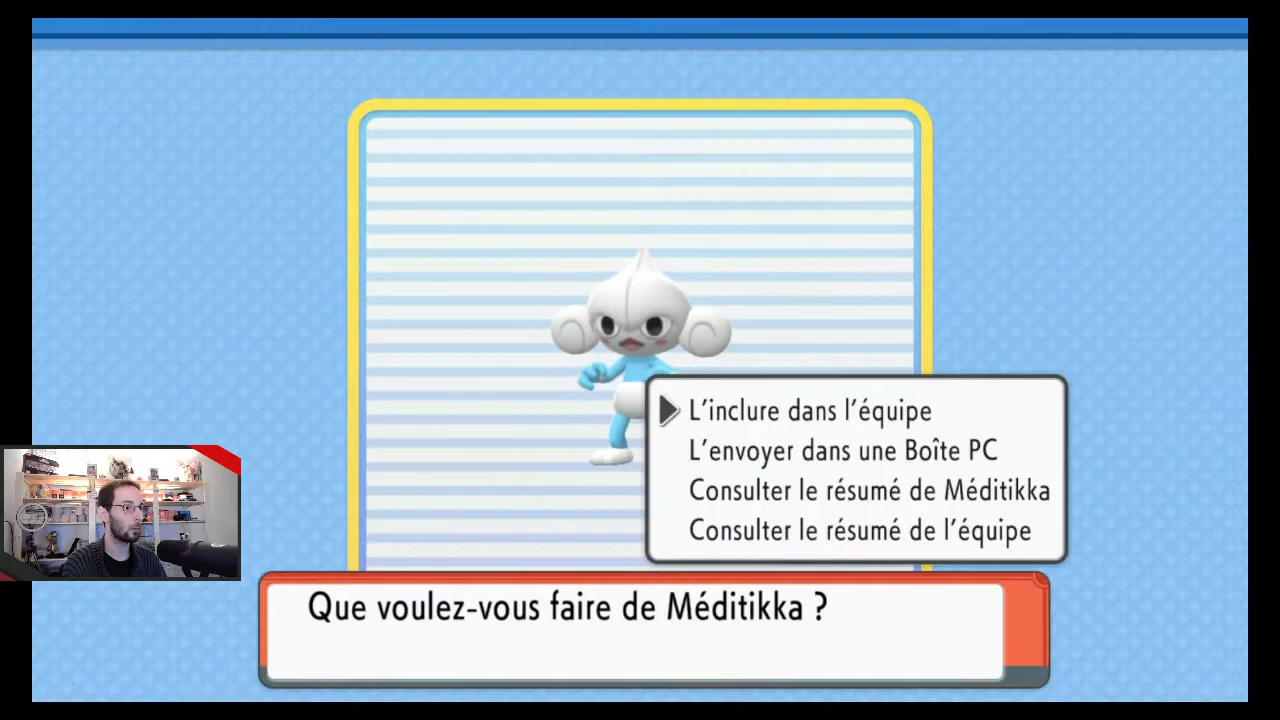 L'inclure dans l'équipe
L'envoyer dans une Boîte PC
Consulter le résumé de Méditikka
Consulter le résumé de l'équipe
Que voulez-vous faire de Méditikka ?